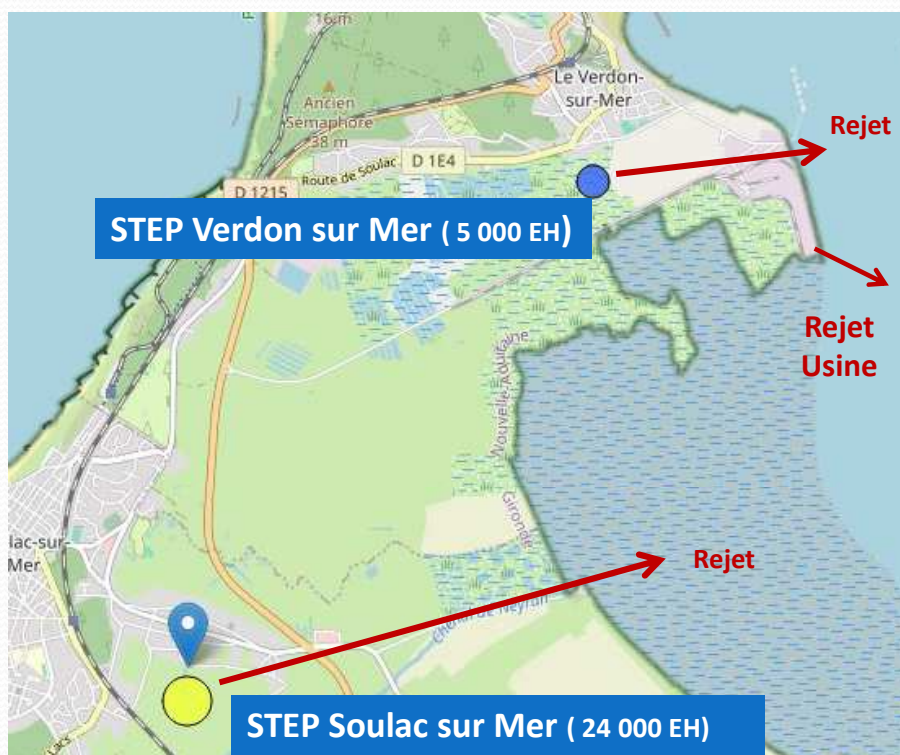 16 m
Le Verdon-
sur-Mer
Ancien
Sémaphore
38 m
Rejet
D 1E4
Route de Soulac
D 1215
STEP Verdon sur Mer ( 5 000 EH)
Rejet
Usine
Nouvelle-Aquitaine
Gironde
Rejet
lac-sur-
Mer
Chenal de Neyran
STEP Soulac sur Mer ( 24 000 EH)